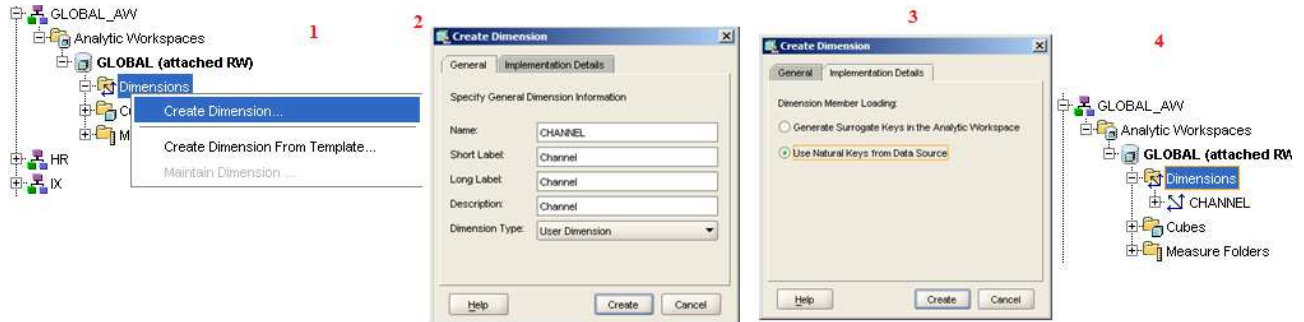 1
GLOBAL_AW
Analytic Workspaces
GLOBAL (attached RW)
Dimensions
Create Dimension...
Create Dimension From Template...
Maintain Dimension ...
HR
IX
2
Create Dimension
General
Implementation Details
Specify General Dimension Information
Name: CHANNEL
Short Label: Channel
Long Label: Channel
Description: Channel
Dimension Type: User Dimension
Help
Create
Cancel
3
Create Dimension
General
Implementation Details
Dimension Member Loading:
Generate Surrogate Keys in the Analytic Workspace
Use Natural Keys from Data Source
Help
Create
Cancel
4
GLOBAL_AW
Analytic Workspaces
GLOBAL (attached RW
Dimensions
CHANNEL
Cubes
Measure Folders